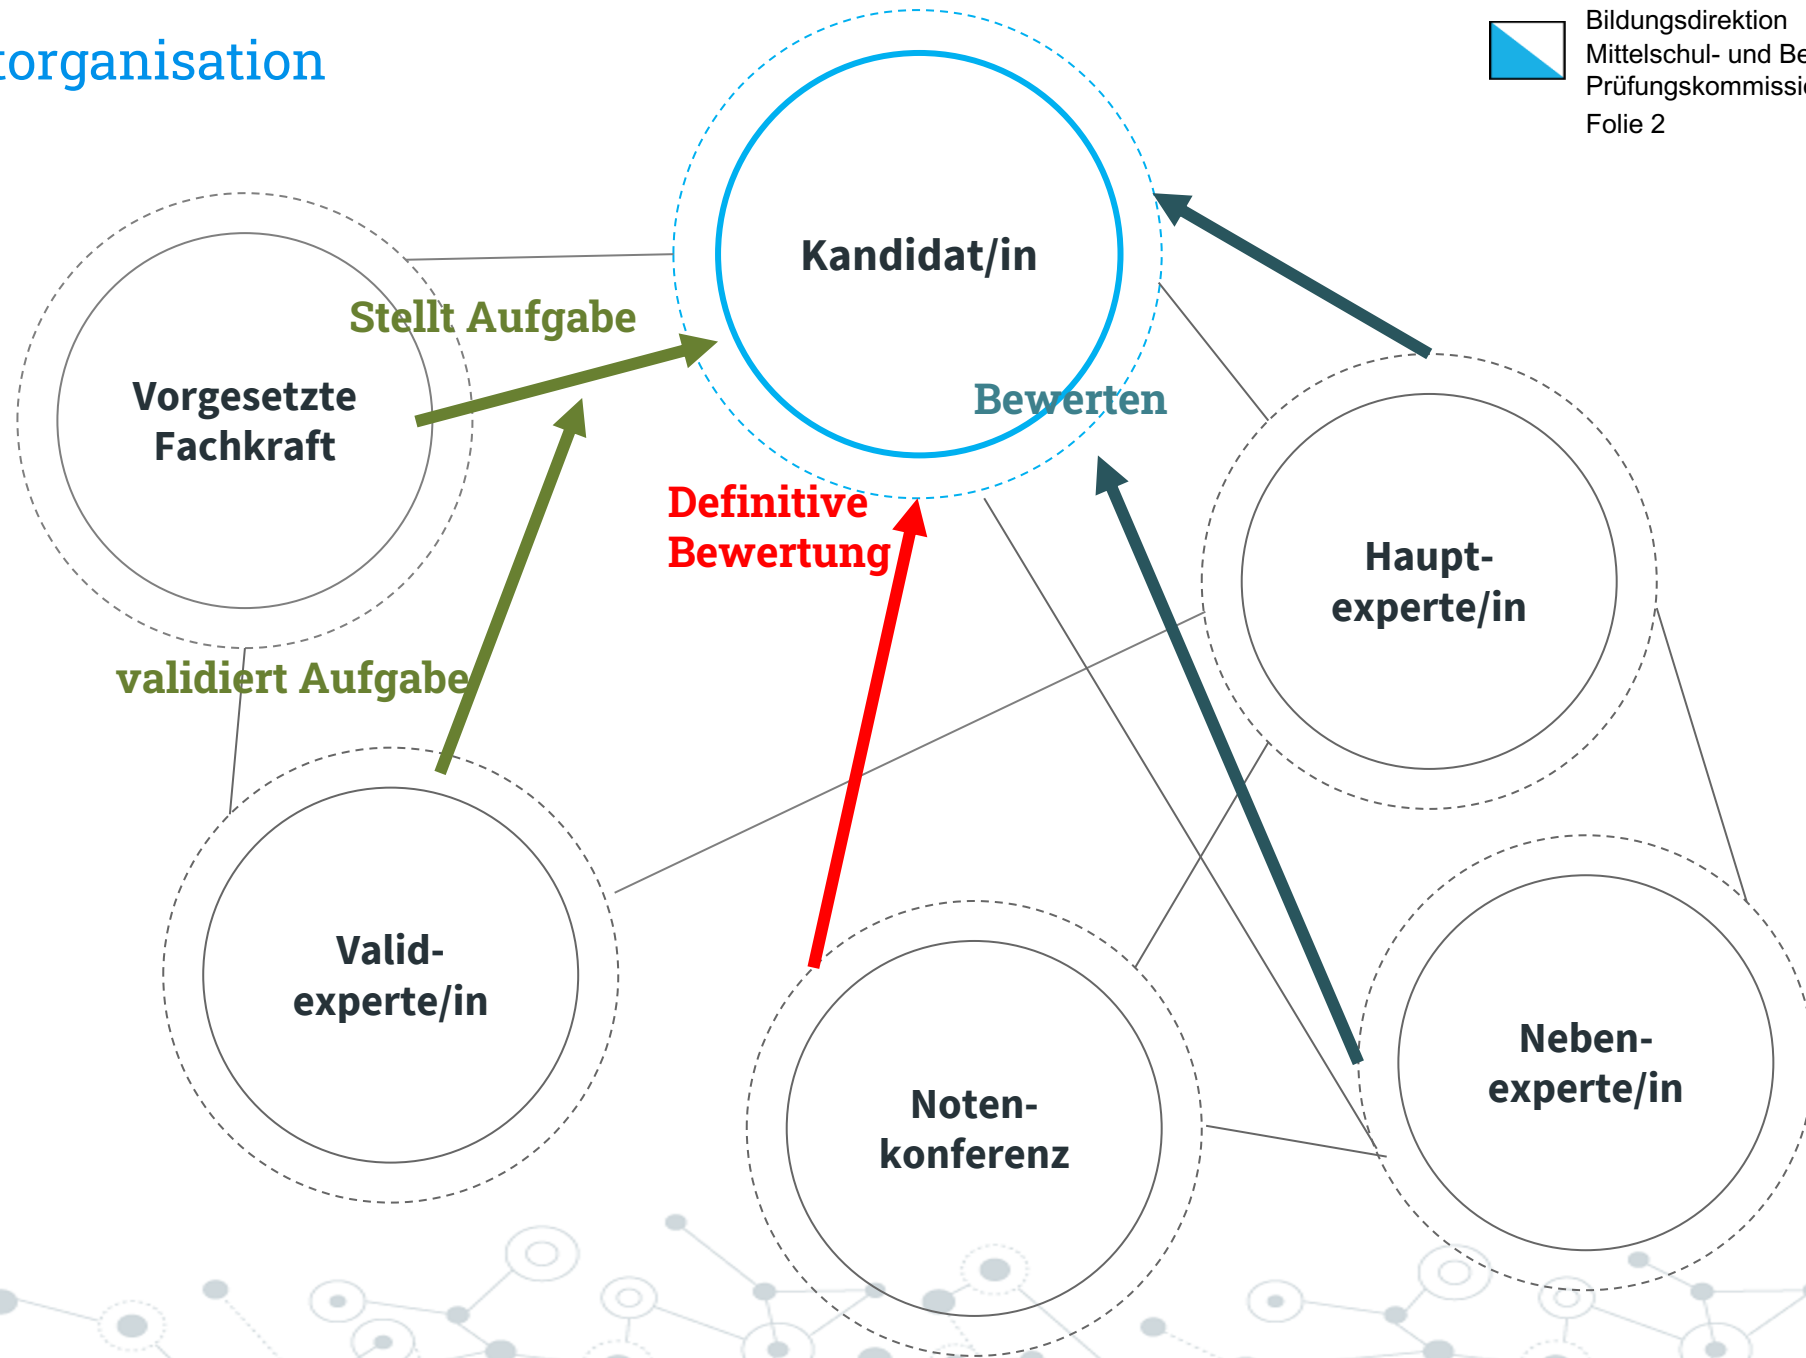 torganisation
Bildungsdirektion
Mittelschul- und Be
Prüfungskommissi
Folie 2
Kandidat/in
Stellt Aufgabe
Vorgesetzte
Fachkraft
Bewerten
Definitive
Bewertung
Haupt-
experte/in
validiert Aufgabe
Valid-
experte/in
Noten-
konferenz
Neben-
experte/in